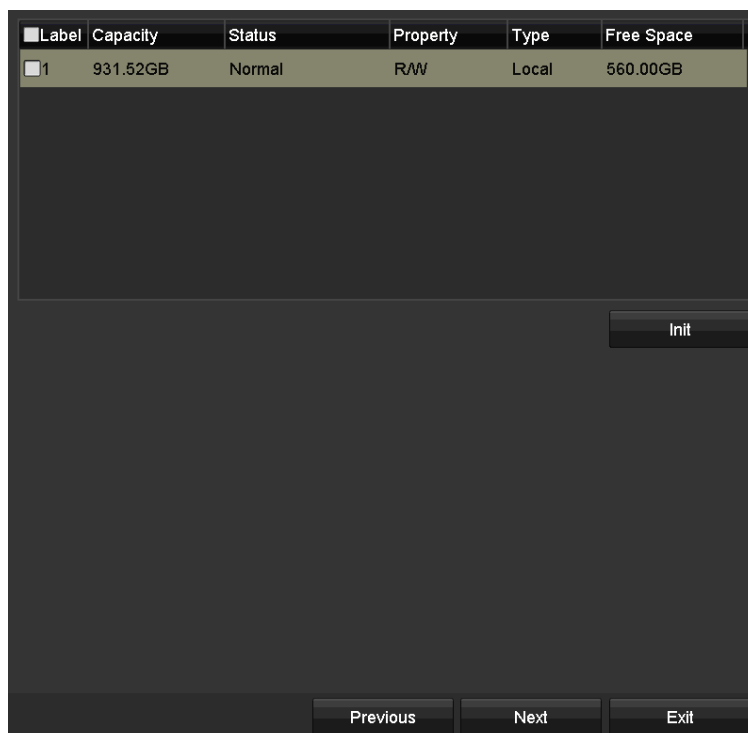 Label Capacity Status Property Type Free Space
1 931.52GB Normal R/W Local 560.00GB
Init
Previous Next Exit